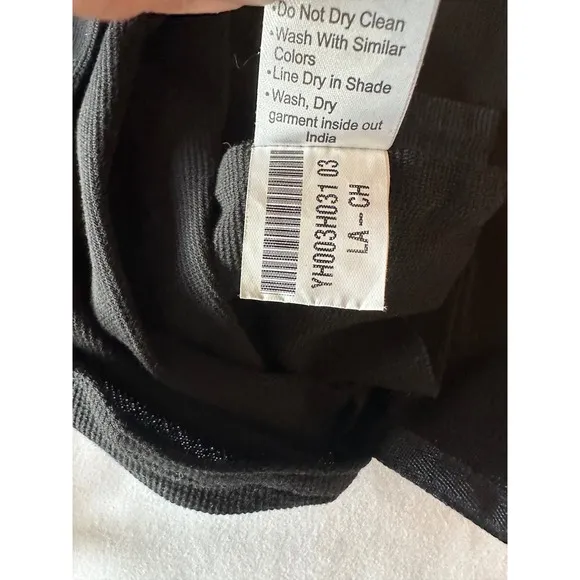 •Do Not Dry Clean
•Wash With Similar
Colors
•Line Dry in Shade
•Wash, Dry
garment inside out
India
YH003H031 03
LA-CH